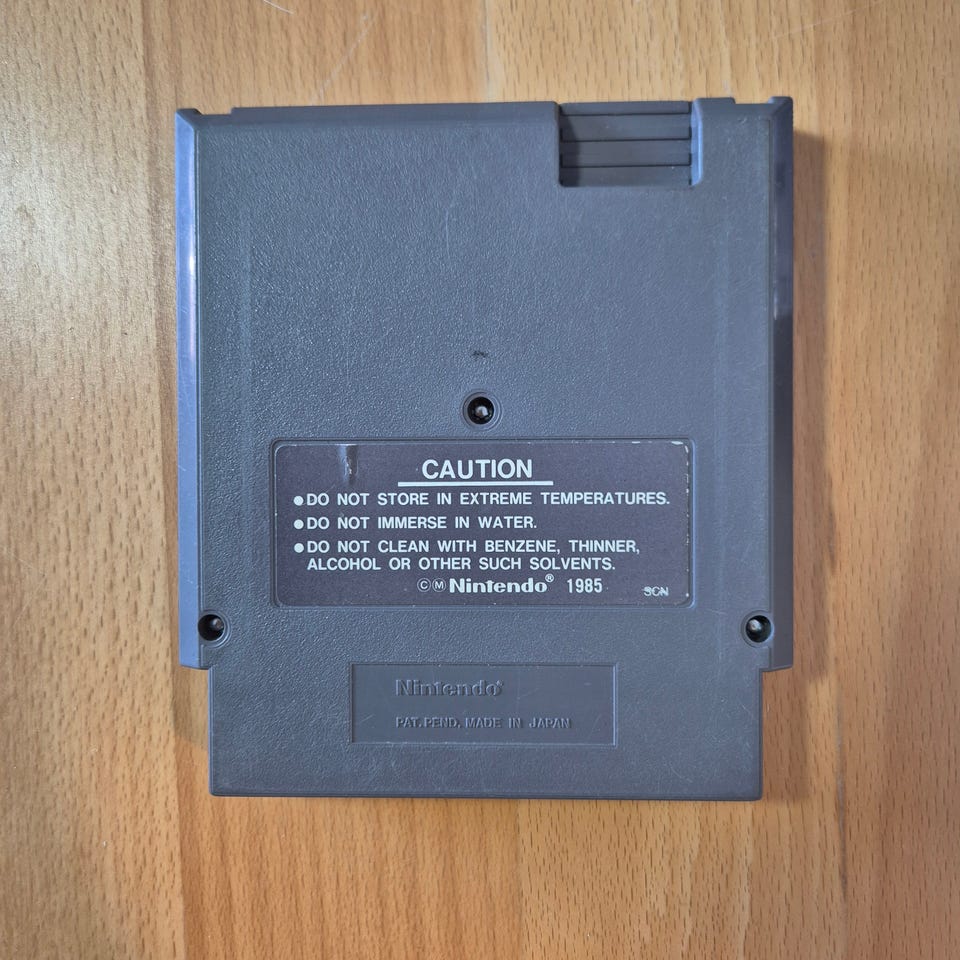 CAUTION
● DO NOT STORE IN EXTREME TEMPERATURES.
● DO NOT IMMERSE IN WATER.
● DO NOT CLEAN WITH BENZENE, THINNER,
ALCOHOL OR OTHER SUCH SOLVENTS.
©Ⓜ Nintendo® 1985
SCN
Nintendo®
PAT. PEND. MADE IN JAPAN